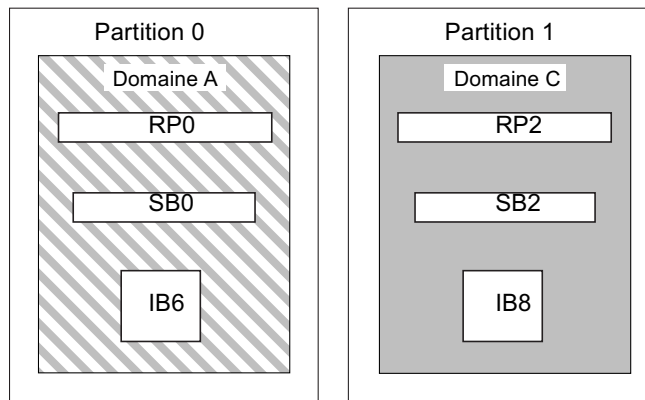 Partition 0
Domaine A
RP0
SB0
IB6
Partition 1
Domaine C
RP2
SB2
IB8